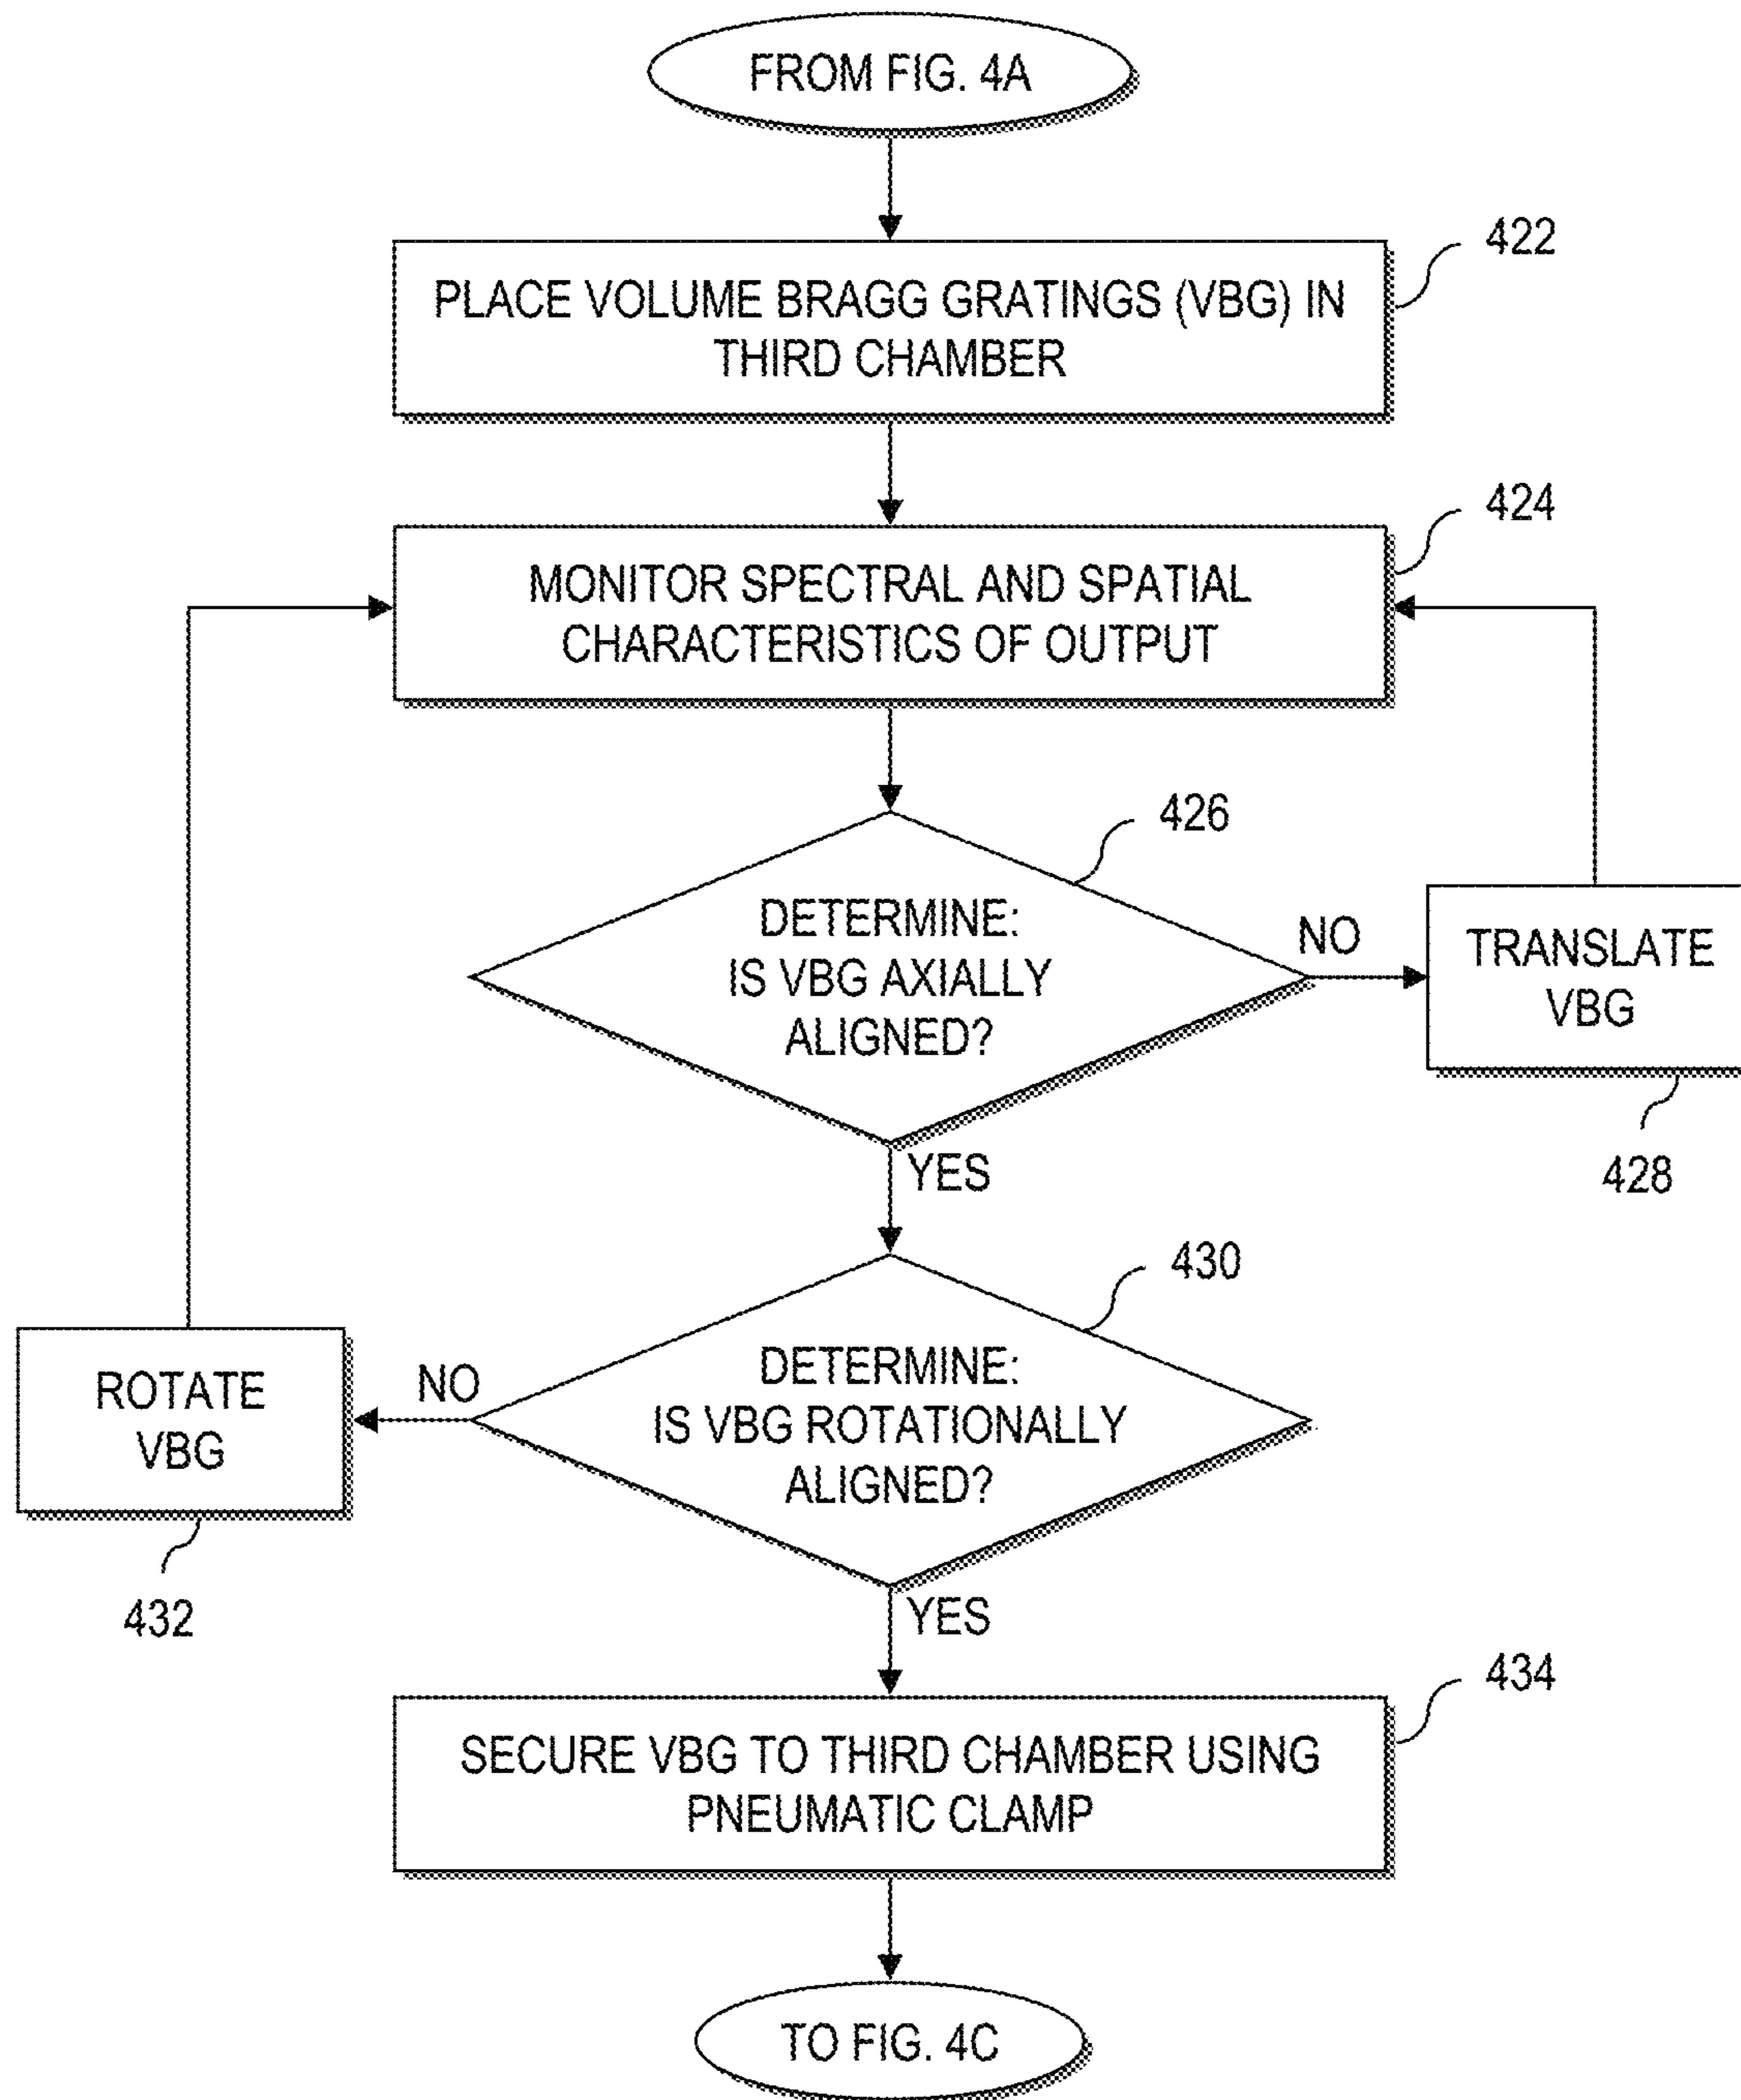 FROM FIG. 4A
422
PLACE VOLUME BRAGG GRATINGS (VBG) IN
THIRD CHAMBER
424
MONITOR SPECTRAL AND SPATIAL
CHARACTERISTICS OF OUTPUT
426
DETERMINE:
IS VBG AXIALLY
ALIGNED?
NO
TRANSLATE
VBG
428
YES
430
DETERMINE:
IS VBG ROTATIONALLY
ALIGNED?
NO
ROTATE
VBG
432
YES
434
SECURE VBG TO THIRD CHAMBER USING
PNEUMATIC CLAMP
TO FIG. 4C